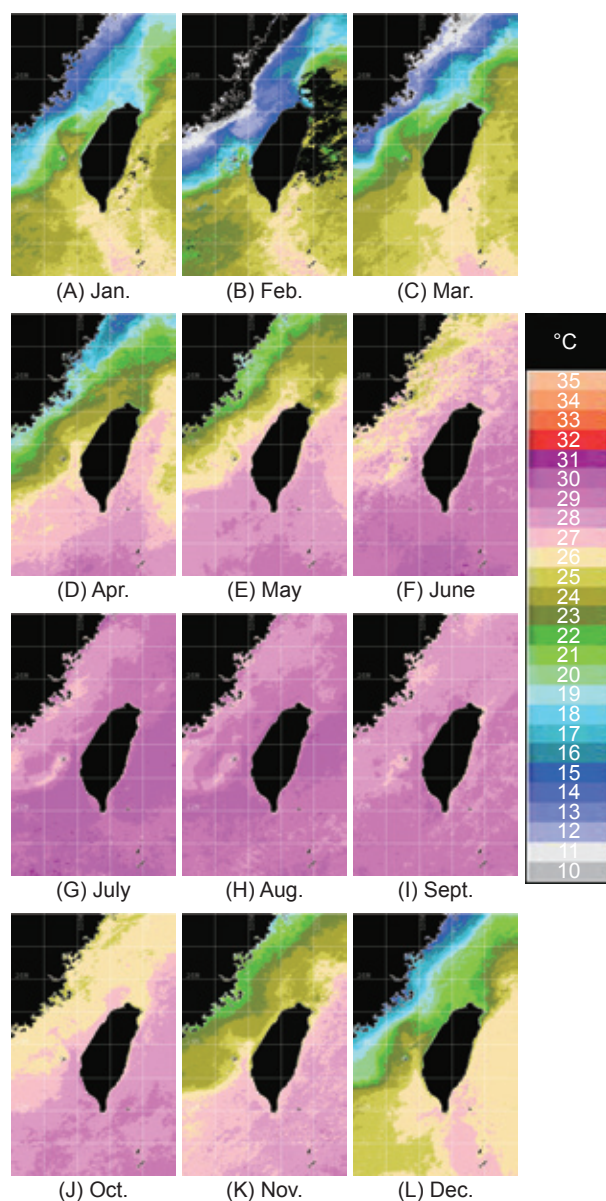 (A) Jan.
(B) Feb.
(C) Mar.
(D) Apr.
(E) May
(F) June
°C
35
34
33
32
31
30
29
28
27
26
25
24
23
22
21
20
19
18
17
16
15
14
13
12
11
10
(G) July
(H) Aug.
(I) Sept.
(J) Oct.
(K) Nov.
(L) Dec.